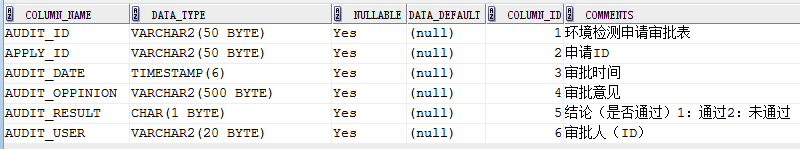 COLUMN_NAME DATA_TYPE NULLABLE DATA_DEFAULT COLUMN_ID COMMENTS
AUDIT_ID VARCHAR2(50 BYTE) Yes (null) 1 环境检测申请审批表
APPLY_ID VARCHAR2(50 BYTE) Yes (null) 2 申请ID
AUDIT_DATE TIMESTAMP(6) Yes (null) 3 审批时间
AUDIT_OPPINION VARCHAR2(500 BYTE) Yes (null) 4 审批意见
AUDIT_RESULT CHAR(1 BYTE) Yes (null) 5 结论（是否通过）1：通过2：未通过
AUDIT_USER VARCHAR2(20 BYTE) Yes (null) 6 审批人（ID）